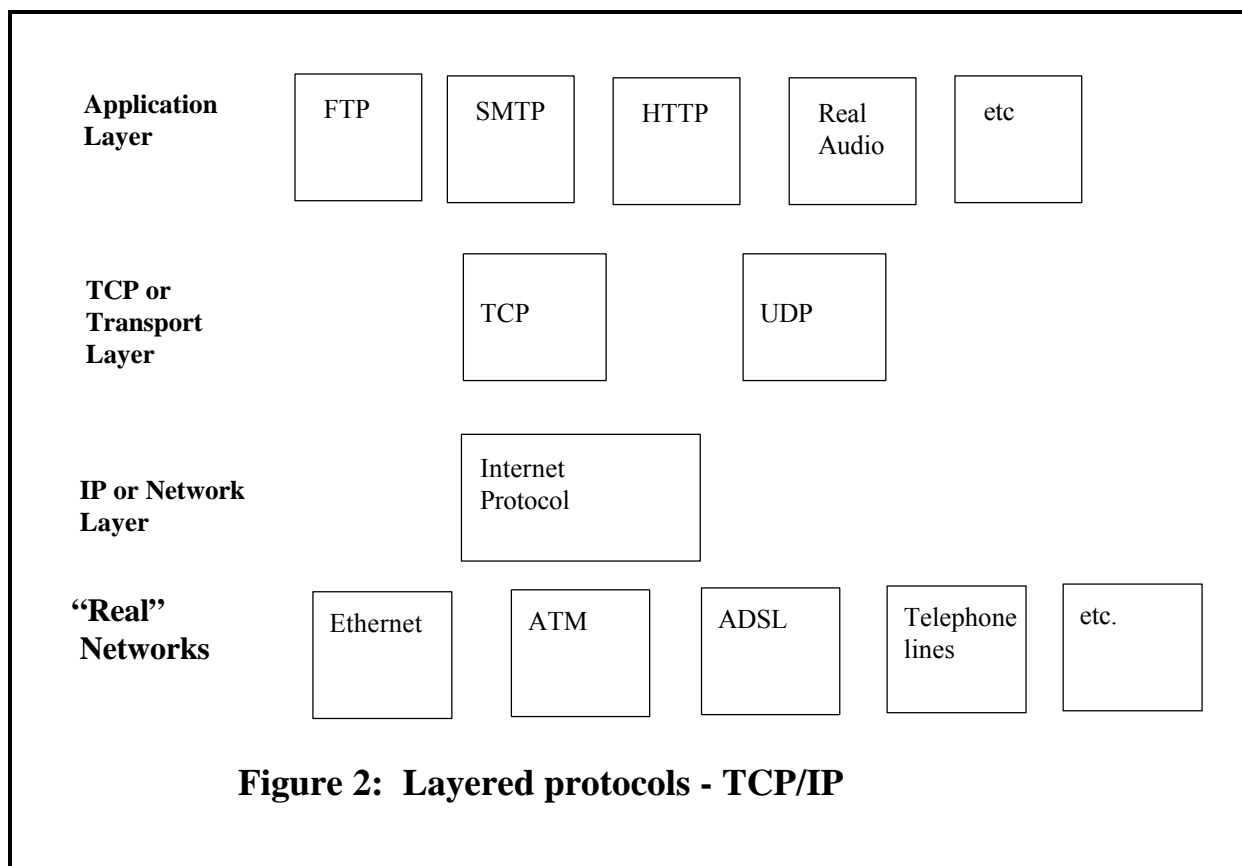 Application
Layer
FTP
SMTP
HTTP
Real
Audio
etc
TCP or
Transport
Layer
TCP
UDP
IP or Network
Layer
Internet
Protocol
“Real”
Networks
Ethernet
ATM
ADSL
Telephone
lines
etc.
Figure 2: Layered protocols - TCP/IP